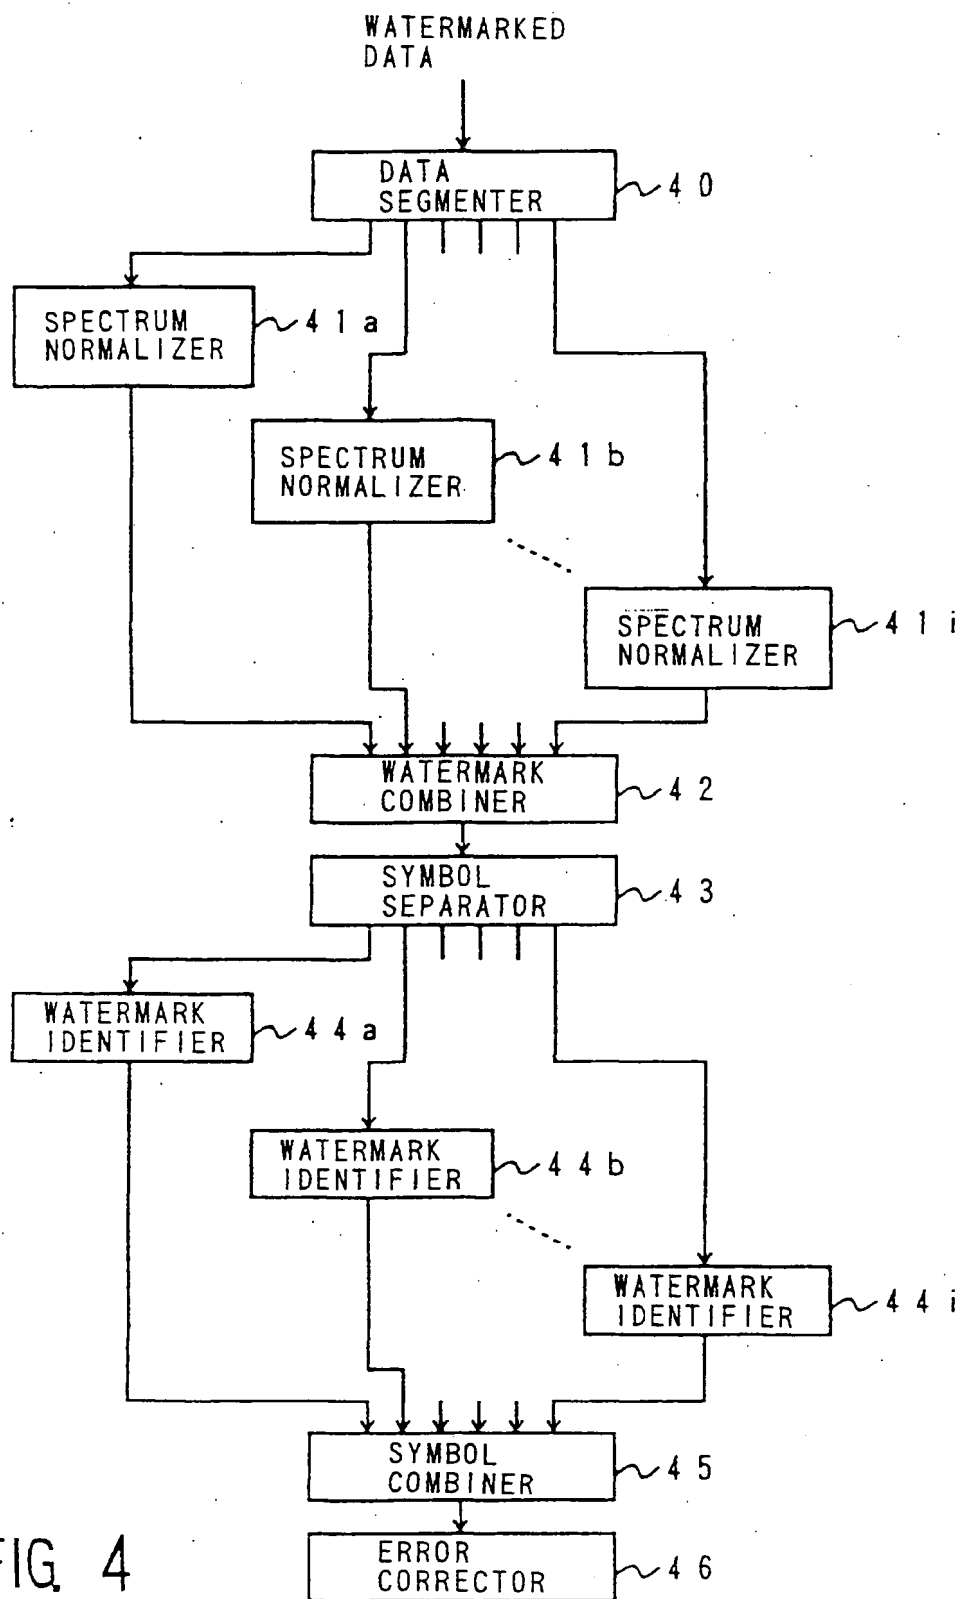 WATERMARKED
DATA
DATA
SEGMENTER
40
SPECTRUM
NORMALIZER
41a
SPECTRUM
NORMALIZER
41b
SPECTRUM
NORMALIZER
41i
WATERMARK
COMBINER
42
SYMBOL
SEPARATOR
43
WATERMARK
IDENTIFIER
44a
WATERMARK
IDENTIFIER
44b
WATERMARK
IDENTIFIER
44i
SYMBOL
COMBINER
45
ERROR
CORRECTOR
46
FIG. 4